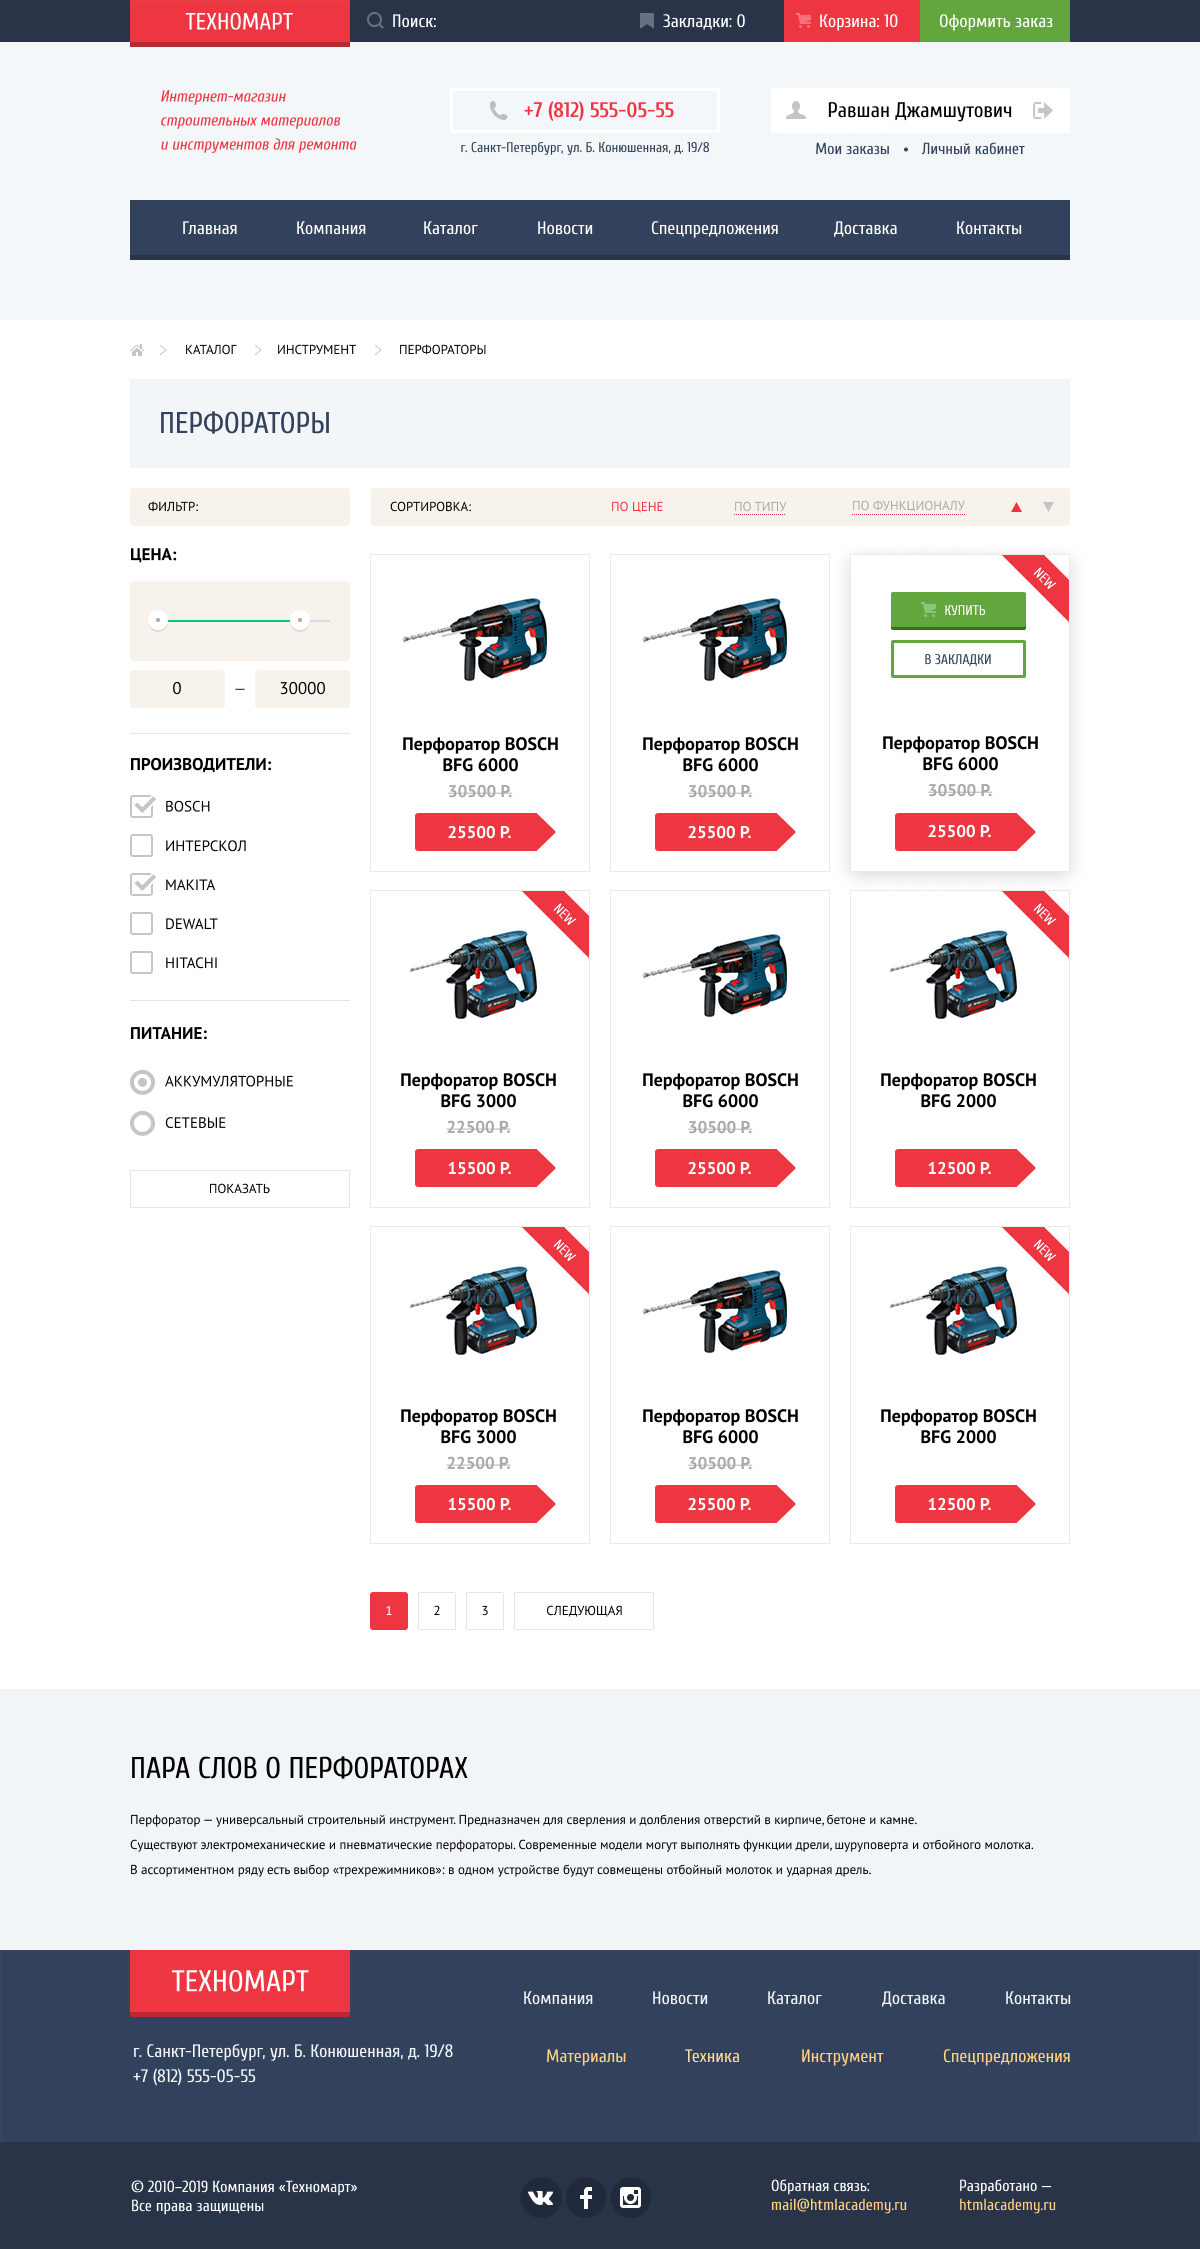 ТЕХНОМАРТ
Поиск:
Закладки: 0
Корзина: 10
Оформить заказ
Интернет-магазин
строительных материалов
и инструментов для ремонта
+7 (812) 555-05-55
г. Санкт-Петербург, ул. Б. Конюшенная, д. 19/8
Равшан Джамшутович
Мои заказы • Личный кабинет
Главная
Компания
Каталог
Новости
Спецпредложения
Доставка
Контакты
КАТАЛОГ
ИНСТРУМЕНТ
ПЕРФОРАТОРЫ
ПЕРФОРАТОРЫ
ФИЛЬТР:
ЦЕНА:
0 – 30000
ПРОИЗВОДИТЕЛИ:
BOSCH
ИНТЕРСКОЛ
MAKITA
DEWALT
HITACHI
ПИТАНИЕ:
АККУМУЛЯТОРНЫЕ
СЕТЕВЫЕ
ПОКАЗАТЬ
СОРТИРОВКА:
ПО ЦЕНЕ
ПО ТИПУ
ПО ФУНКЦИОНАЛУ
Перфоратор BOSCH
BFG 6000
30500 Р.
25500 Р.
Перфоратор BOSCH
BFG 6000
30500 Р.
25500 Р.
NEW
КУПИТЬ
В ЗАКЛАДКИ
Перфоратор BOSCH
BFG 6000
30500 Р.
25500 Р.
NEW
Перфоратор BOSCH
BFG 3000
22500 Р.
15500 Р.
Перфоратор BOSCH
BFG 6000
30500 Р.
25500 Р.
NEW
Перфоратор BOSCH
BFG 2000
12500 Р.
NEW
Перфоратор BOSCH
BFG 3000
22500 Р.
15500 Р.
Перфоратор BOSCH
BFG 6000
30500 Р.
25500 Р.
NEW
Перфоратор BOSCH
BFG 2000
12500 Р.
1
2
3
СЛЕДУЮЩАЯ
ПАРА СЛОВ О ПЕРФОРАТОРАХ
Перфоратор — универсальный строительный инструмент. Предназначен для сверления и долбления отверстий в кирпиче, бетоне и камне.
Существуют электромеханические и пневматические перфораторы. Современные модели могут выполнять функции дрели, шуруповерта и отбойного молотка.
В ассортиментном ряду есть выбор «трехрежимников»: в одном устройстве будут совмещены отбойный молоток и ударная дрель.
ТЕХНОМАРТ
г. Санкт-Петербург, ул. Б. Конюшенная, д. 19/8
+7 (812) 555-05-55
Компания
Новости
Каталог
Доставка
Контакты
Материалы
Техника
Инструмент
Спецпредложения
© 2010–2019 Компания «Техномарт»
Все права защищены
Обратная связь:
mail@htmlacademy.ru
Разработано —
htmlacademy.ru